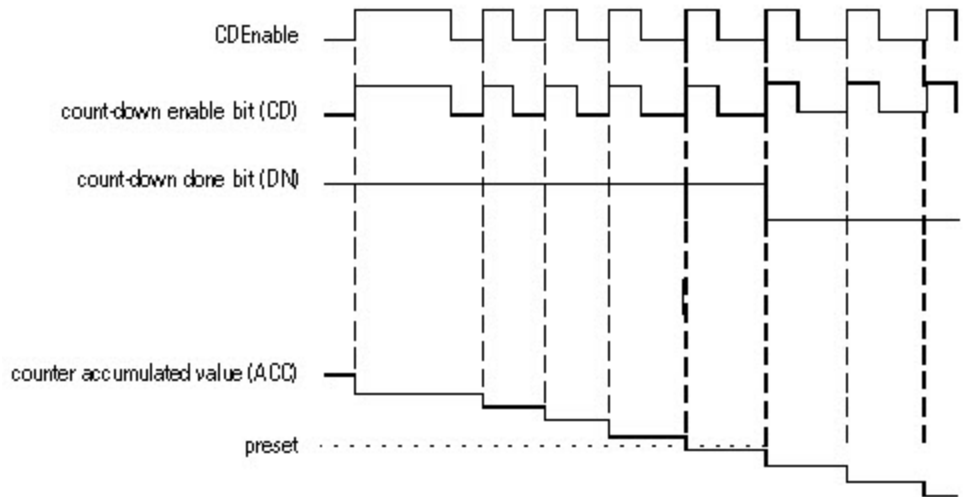 CDEnable
count-down enable bit (CD)
count-down done bit (DN)
counter accumulated value (ACC)
preset